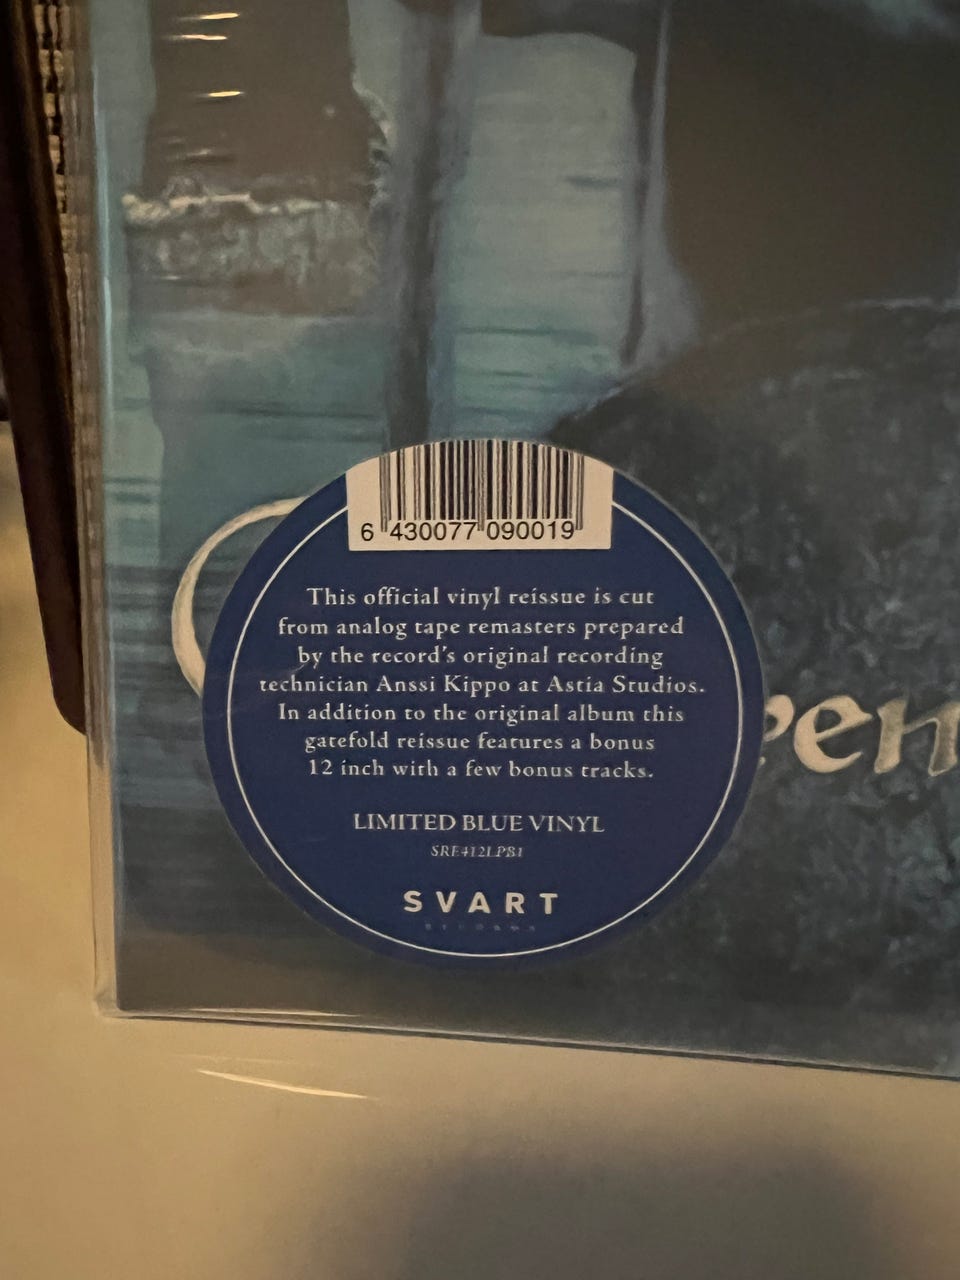 6 430077 090019
This official vinyl reissue is cut
from analog tape remasters prepared
by the record's original recording
technician Anssi Kippo at Astia Studios.
In addition to the original album this
gatefold reissue features a bonus
12 inch with a few bonus tracks.
LIMITED BLUE VINYL
SRE412LPB1
SVART
RECORDS